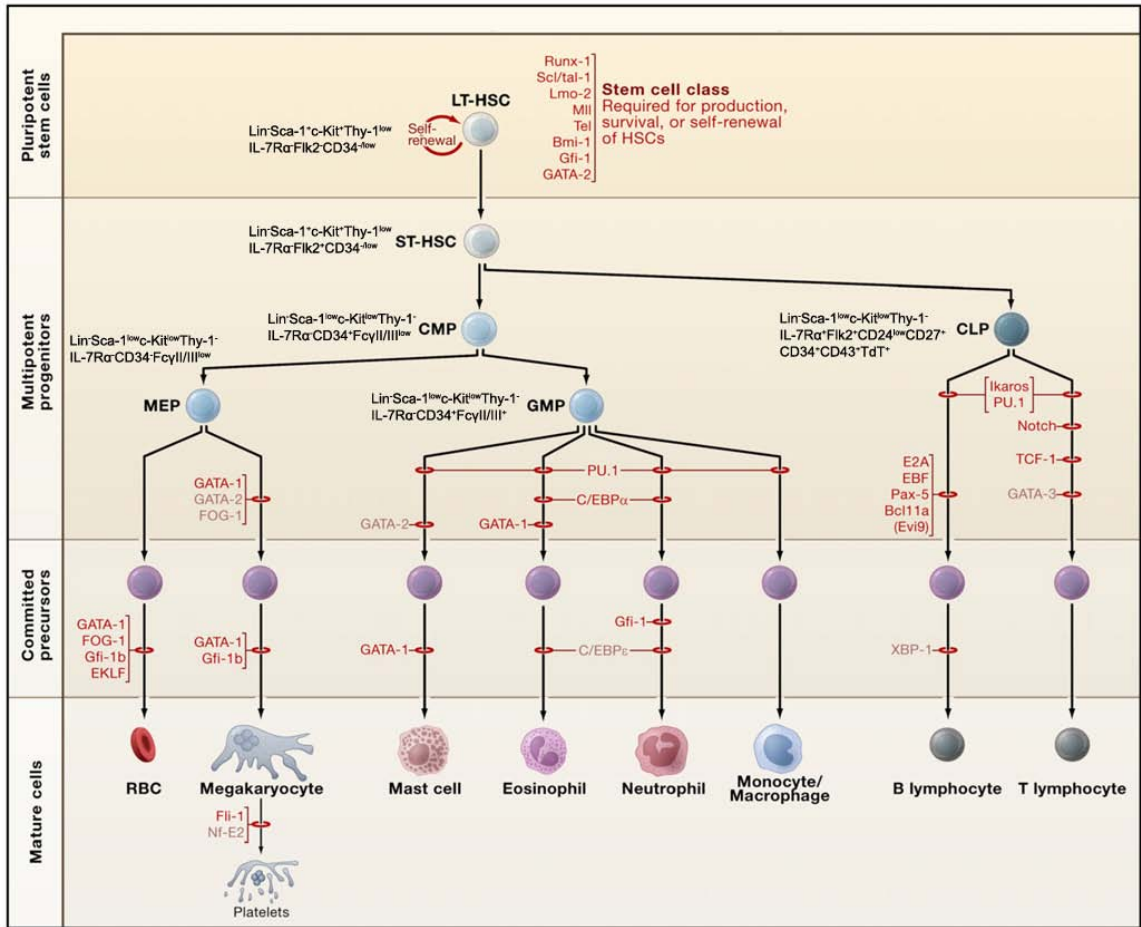 Pluripotent
stem cells
LT-HSC
Self-
renewal
Lin⁻Sca-1⁺c-Kit⁺Thy-1ˡᵒʷ
IL-7Rα⁻Flk2⁻CD34⁻/ˡᵒʷ
Runx-1
Scl/tal-1
Lmo-2
Mll
Tel
Bmi-1
Gfi-1
GATA-2
Stem cell class
Required for production,
survival, or self-renewal
of HSCs
Multipotent
progenitors
Lin⁻Sca-1⁺c-Kit⁺Thy-1ˡᵒʷ
IL-7Rα⁻Flk2⁺CD34⁻/ˡᵒʷ
ST-HSC
Lin⁻Sca-1ˡᵒʷc-KitˡᵒʷThy-1⁻
IL-7Rα⁻CD34⁺FcγII/IIIˡᵒʷ
CMP
Lin⁻Sca-1ˡᵒʷc-KitˡᵒʷThy-1⁻
IL-7Rα⁺Flk2⁺CD24ˡᵒʷCD27⁺
CD34⁺CD43⁺TdT⁺
CLP
Lin⁻Sca-1ˡᵒʷc-KitˡᵒʷThy-1⁻
IL-7Rα⁻CD34⁻FcγII/IIIˡᵒʷ
MEP
Lin⁻Sca-1ˡᵒʷc-KitˡᵒʷThy-1⁻
IL-7Rα⁻CD34⁺FcγII/III⁺
GMP
GATA-1
GATA-2
FOG-1
PU.1
C/EBPα
GATA-2
GATA-1
Ikaros
PU.1
Notch
TCF-1
GATA-3
E2A
EBF
Pax-5
Bcl11a
(Evi9)
Committed
precursors
GATA-1
FOG-1
Gfi-1b
EKLF
GATA-1
Gfi-1b
GATA-1
Gfi-1
C/EBPε
XBP-1
Mature cells
RBC
Megakaryocyte
Mast cell
Eosinophil
Neutrophil
Monocyte/
Macrophage
B lymphocyte
T lymphocyte
Fli-1
Nf-E2
Platelets